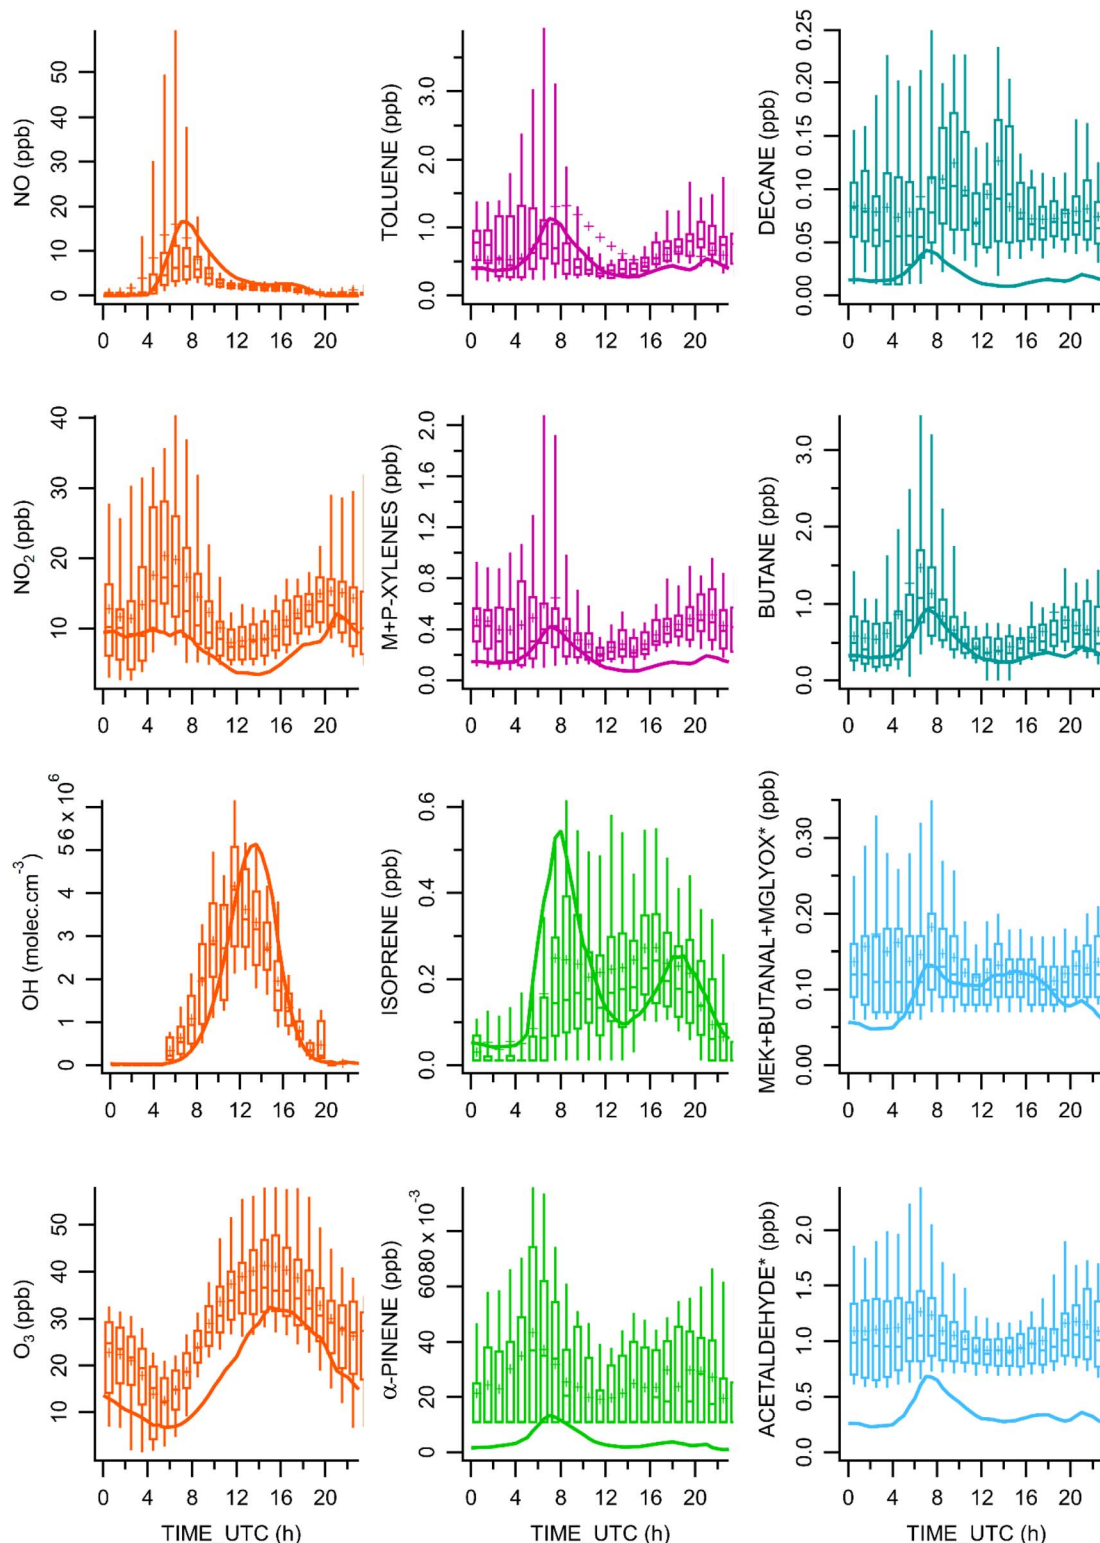 NO (ppb)
50
40
30
20
10
0
0 4 8 12 16 20
TOLUENE (ppb)
3.0
2.0
1.0
0.0
0 4 8 12 16 20
DECANE (ppb)
0.25
0.20
0.15
0.10
0.05
0.00
0 4 8 12 16 20
NO₂ (ppb)
40
30
20
10
0 4 8 12 16 20
M+P-XYLENES (ppb)
2.0
1.6
1.2
0.8
0.4
0.0
0 4 8 12 16 20
BUTANE (ppb)
3.0
2.0
1.0
0.0
0 4 8 12 16 20
OH (molec.cm⁻³)
6 x 10⁶
5
4
3
2
1
0
0 4 8 12 16 20
ISOPRENE (ppb)
0.6
0.4
0.2
0.0
0 4 8 12 16 20
MEK+BUTANAL+MGLYOX* (ppb)
0.30
0.20
0.10
0.00
0 4 8 12 16 20
O₃ (ppb)
50
40
30
20
10
0 4 8 12 16 20
TIME UTC (h)
α-PINENE (ppb)
80 x 10⁻³
60
40
20
0
0 4 8 12 16 20
TIME UTC (h)
ACETALDEHYDE* (ppb)
2.0
1.5
1.0
0.5
0.0
0 4 8 12 16 20
TIME UTC (h)